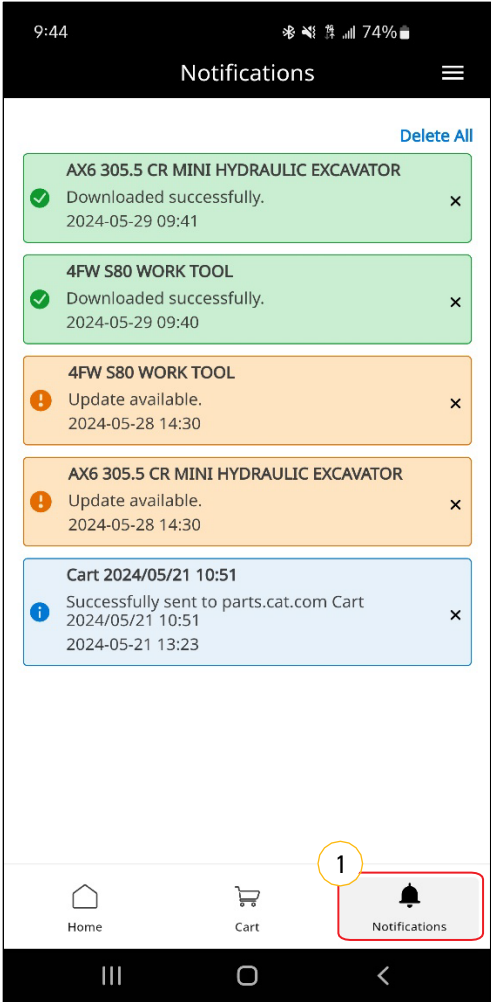 9:44 74%
Notifications
Delete All
AX6 305.5 CR MINI HYDRAULIC EXCAVATOR
Downloaded successfully.
2024-05-29 09:41
4FW S80 WORK TOOL
Downloaded successfully.
2024-05-29 09:40
4FW S80 WORK TOOL
Update available.
2024-05-28 14:30
AX6 305.5 CR MINI HYDRAULIC EXCAVATOR
Update available.
2024-05-28 14:30
Cart 2024/05/21 10:51
Successfully sent to parts.cat.com Cart
2024/05/21 10:51
2024-05-21 13:23
1
Home Cart Notifications